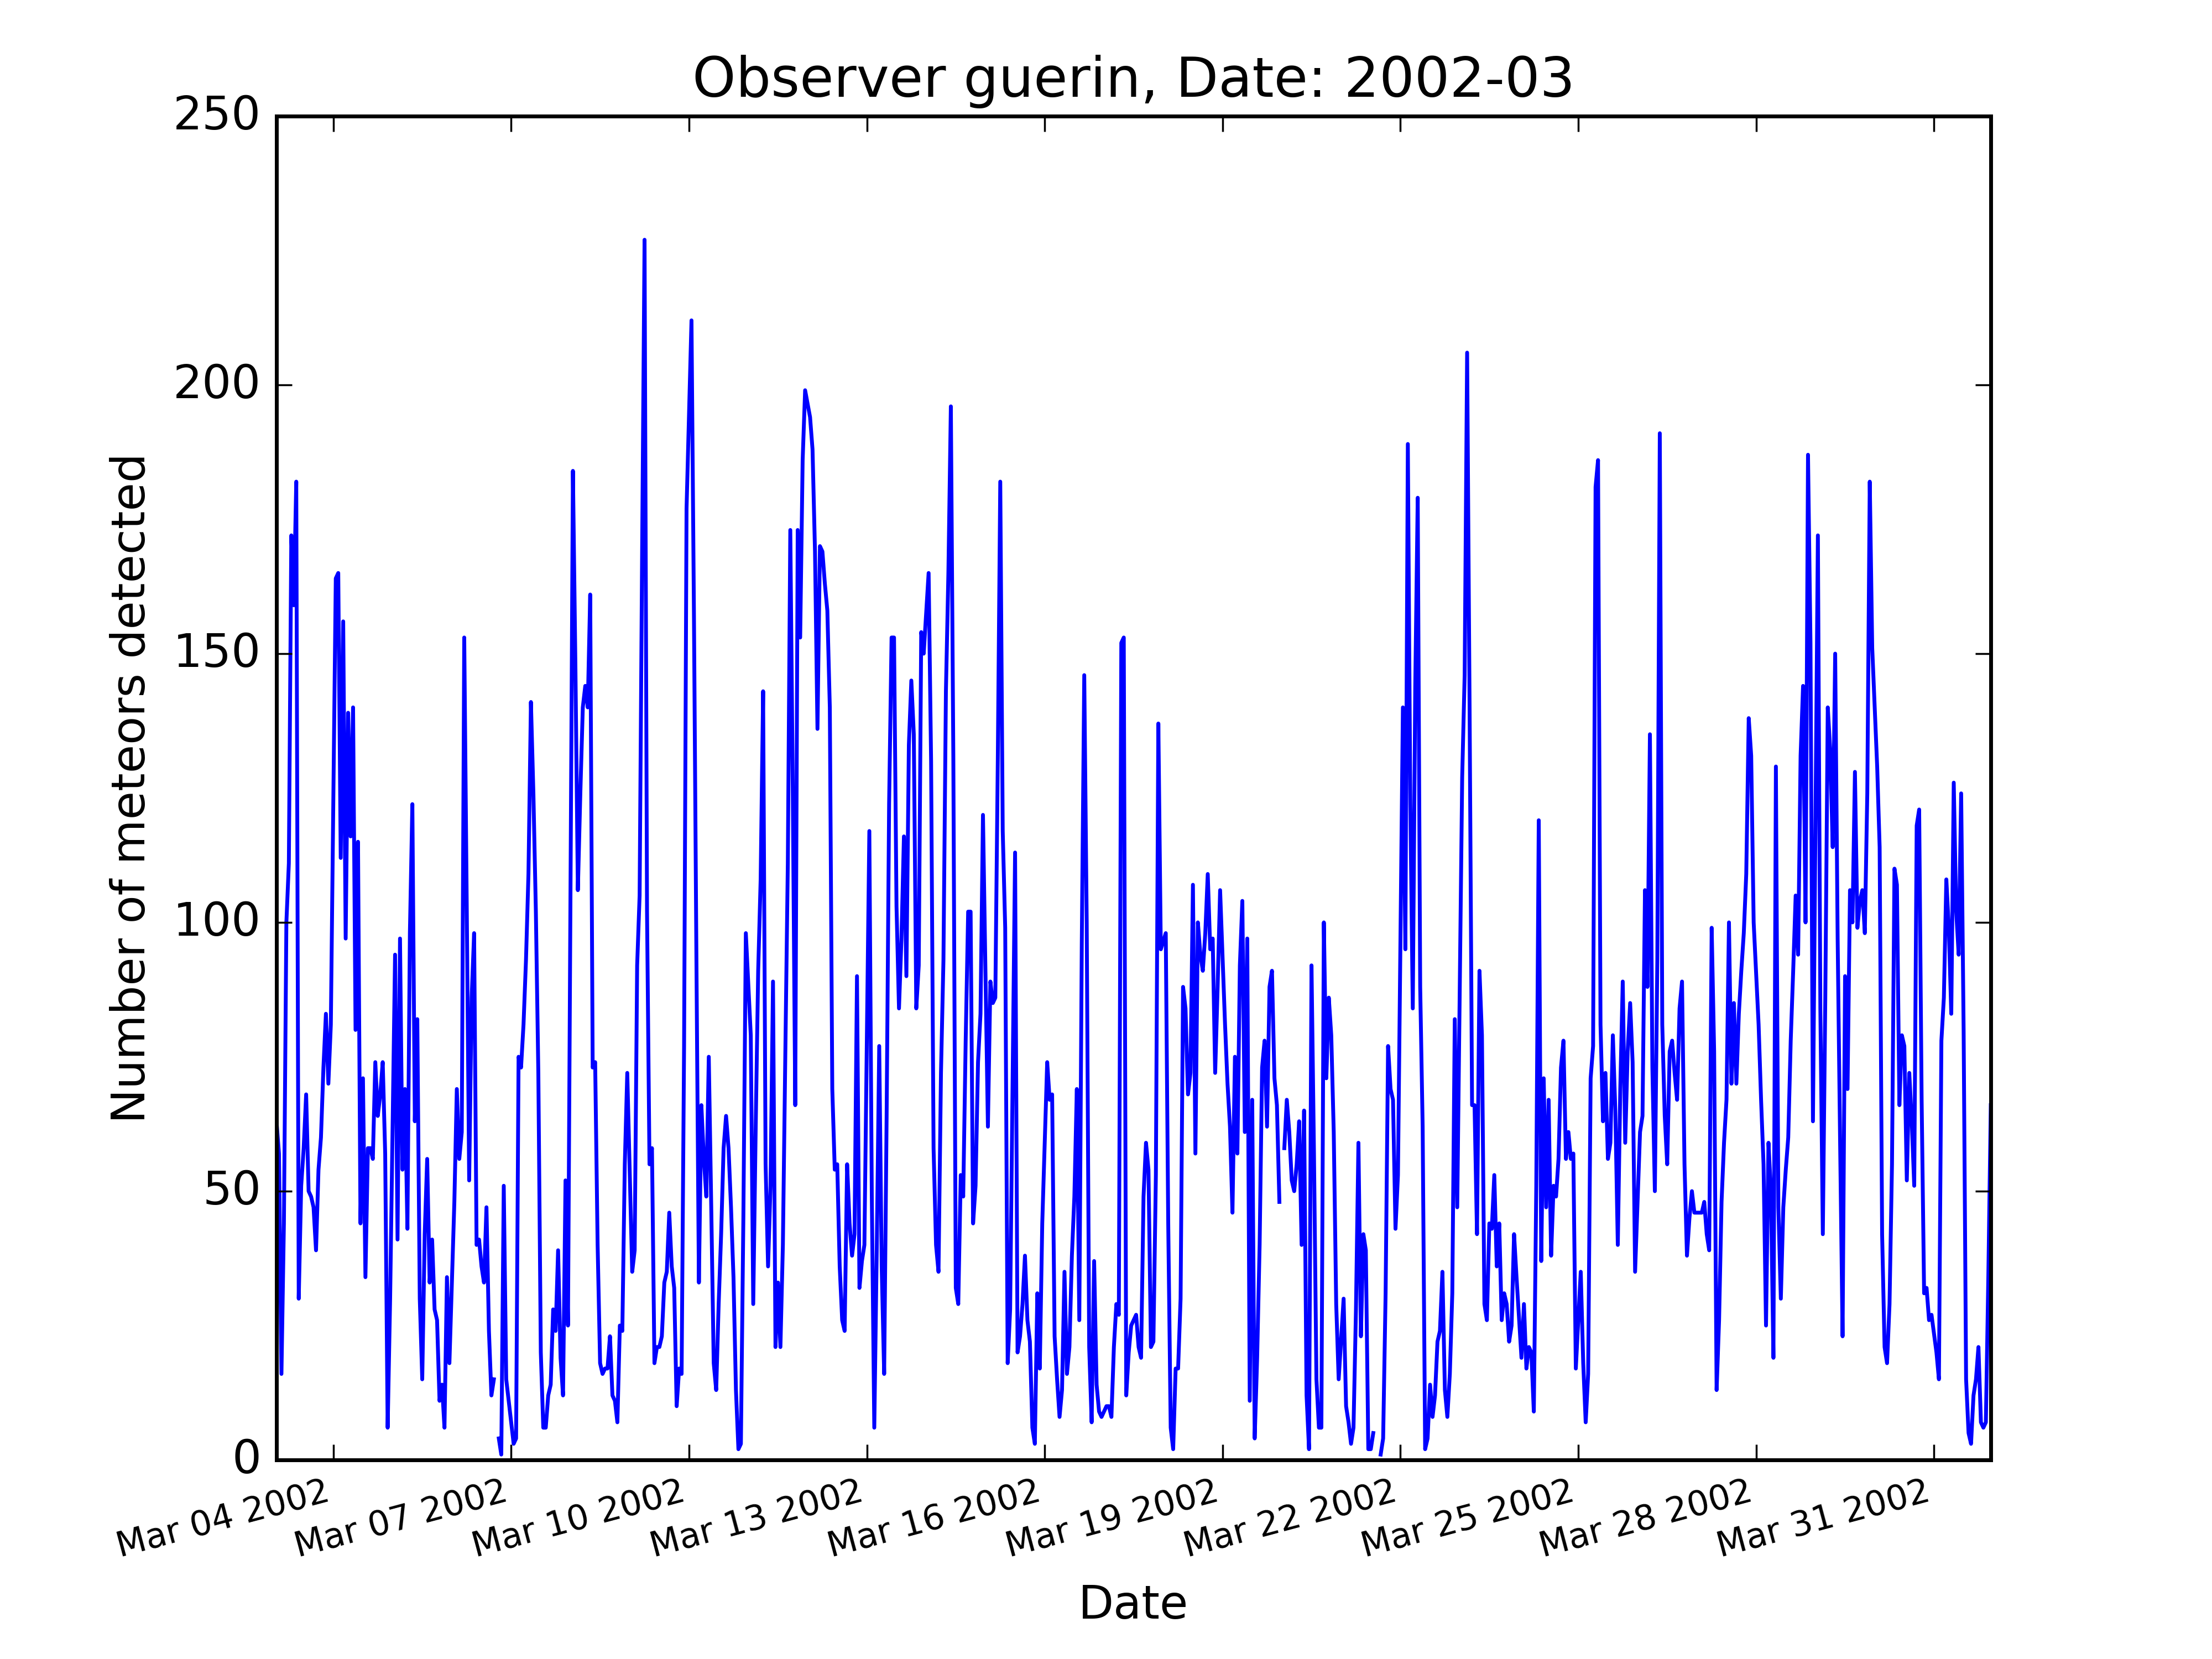 Observer guerin, Date: 2002-03
250
200
150
100
50
0
Number of meteors detected
Mar 04 2002
Mar 07 2002
Mar 10 2002
Mar 13 2002
Mar 16 2002
Mar 19 2002
Mar 22 2002
Mar 25 2002
Mar 28 2002
Mar 31 2002
Date